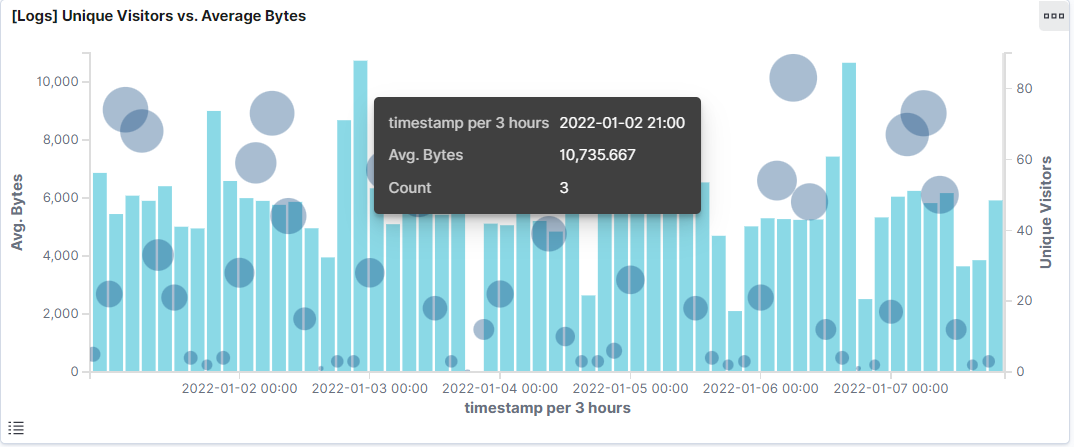 [Logs] Unique Visitors vs. Average Bytes
10,000
8,000
6,000
4,000
2,000
0
Avg. Bytes
timestamp per 3 hours 2022-01-02 21:00
Avg. Bytes 10,735.667
Count 3
80
60
40
20
0
Unique Visitors
2022-01-02 00:00 2022-01-03 00:00 2022-01-04 00:00 2022-01-05 00:00 2022-01-06 00:00 2022-01-07 00:00
timestamp per 3 hours